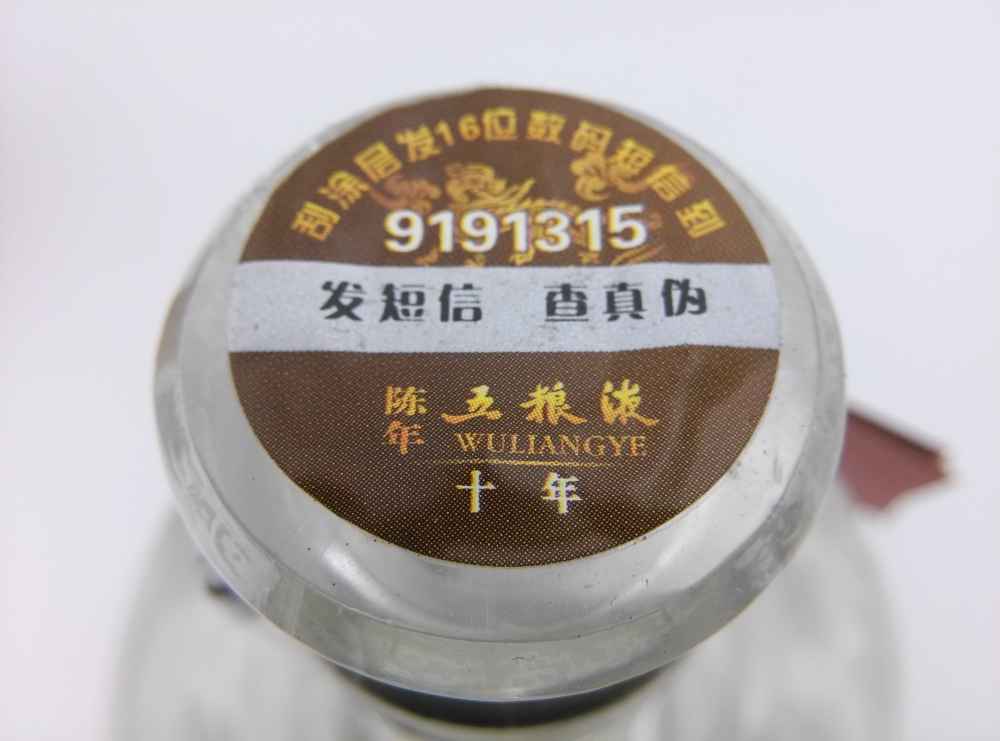 刮涂层发16位数码短信到
9191315
发短信 查真伪
陈年 五粮液
WULIANGYE
十年